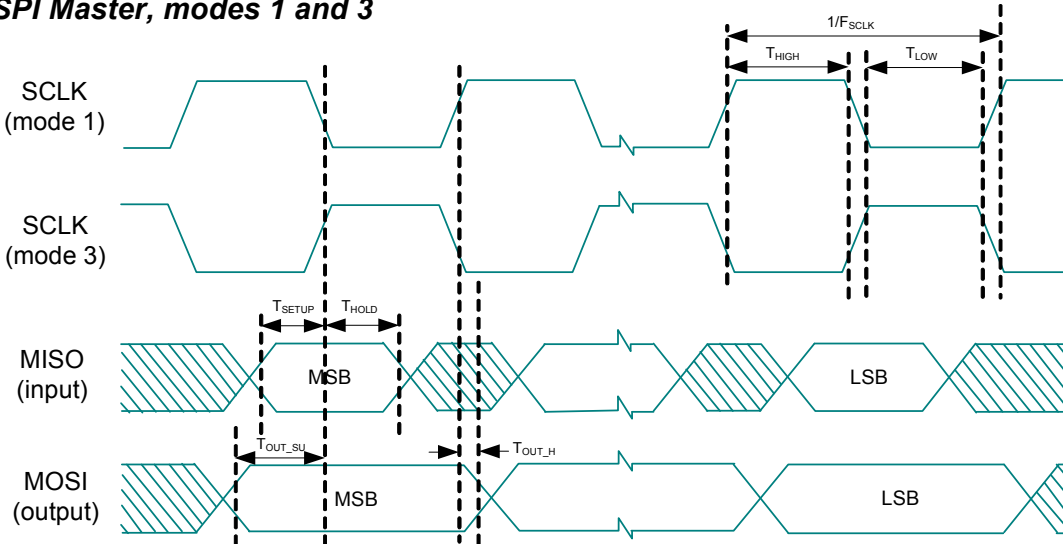 SPI Master, modes 1 and 3
1/FSCLK
THIGH
TLOW
SCLK
(mode 1)
SCLK
(mode 3)
TSETUP
THOLD
MISO
(input)
MSB
LSB
TOUT_SU
TOUT_H
MOSI
(output)
MSB
LSB